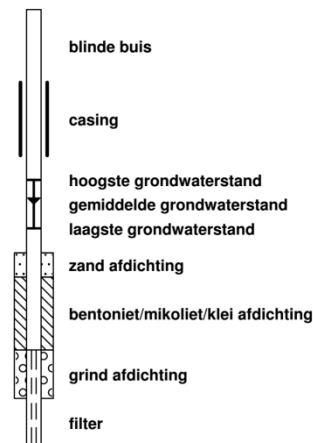 blinde buis
casing
hoogste grondwaterstand
gemiddelde grondwaterstand
laagste grondwaterstand
zand afdichting
bentoniet/mikoliet/klei afdichting
grind afdichting
filter